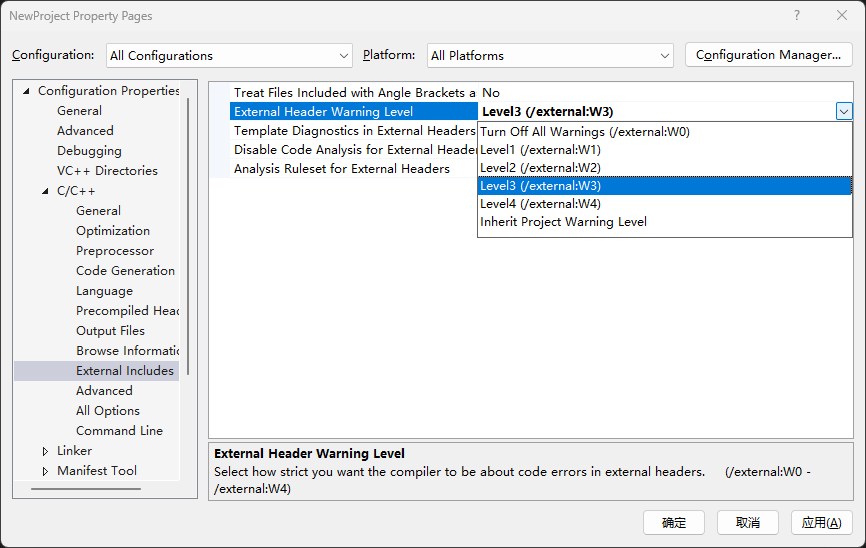 NewProject Property Pages
Configuration: All Configurations Platform: All Platforms Configuration Manager...
Configuration Properties
General
Advanced
Debugging
VC++ Directories
C/C++
General
Optimization
Preprocessor
Code Generation
Language
Precompiled Head
Output Files
Browse Informatic
External Includes
Advanced
All Options
Command Line
Linker
Manifest Tool
Treat Files Included with Angle Brackets a No
External Header Warning Level Level3 (/external:W3)
Template Diagnostics in External Headers
Disable Code Analysis for External Header
Analysis Ruleset for External Headers
Turn Off All Warnings (/external:W0)
Level1 (/external:W1)
Level2 (/external:W2)
Level3 (/external:W3)
Level4 (/external:W4)
Inherit Project Warning Level
External Header Warning Level
Select how strict you want the compiler to be about code errors in external headers. (/external:W0 -
/external:W4)
确定 取消 应用(A)